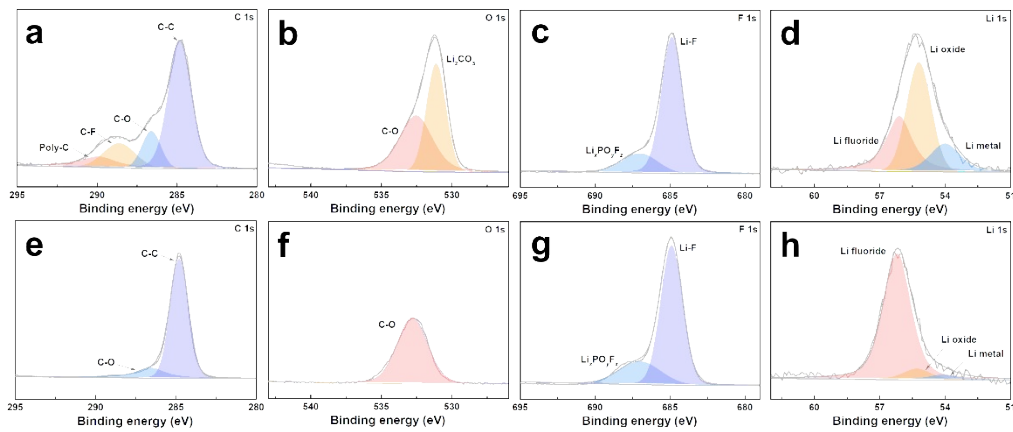 a
C 1s
C-C
C-O
C-F
Poly-C
295 290 285 280
Binding energy (eV)
b
O 1s
Li₂CO₃
C-O
540 535 530
Binding energy (eV)
c
F 1s
Li-F
LiₓPOᵧF_z
695 690 685 680
Binding energy (eV)
d
Li 1s
Li oxide
Li fluoride
Li metal
60 57 54 51
Binding energy (eV)
e
C 1s
C-C
C-O
295 290 285 280
Binding energy (eV)
f
O 1s
C-O
540 535 530
Binding energy (eV)
g
F 1s
Li-F
LiₓPOᵧF_z
695 690 685 680
Binding energy (eV)
h
Li 1s
Li fluoride
Li oxide
Li metal
60 57 54 51
Binding energy (eV)